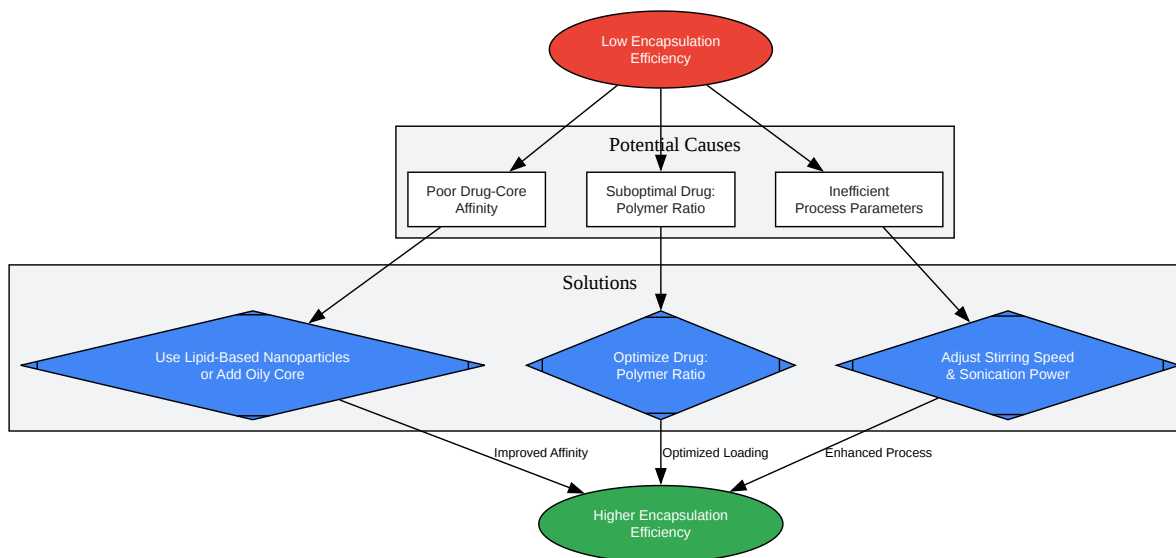 Low Encapsulation
Efficiency
Potential Causes
Poor Drug-Core
Affinity
Suboptimal Drug:
Polymer Ratio
Inefficient
Process Parameters
Solutions
Use Lipid-Based Nanoparticles
or Add Oily Core
Optimize Drug:
Polymer Ratio
Adjust Stirring Speed
& Sonication Power
Improved Affinity
Optimized Loading
Enhanced Process
Higher Encapsulation
Efficiency